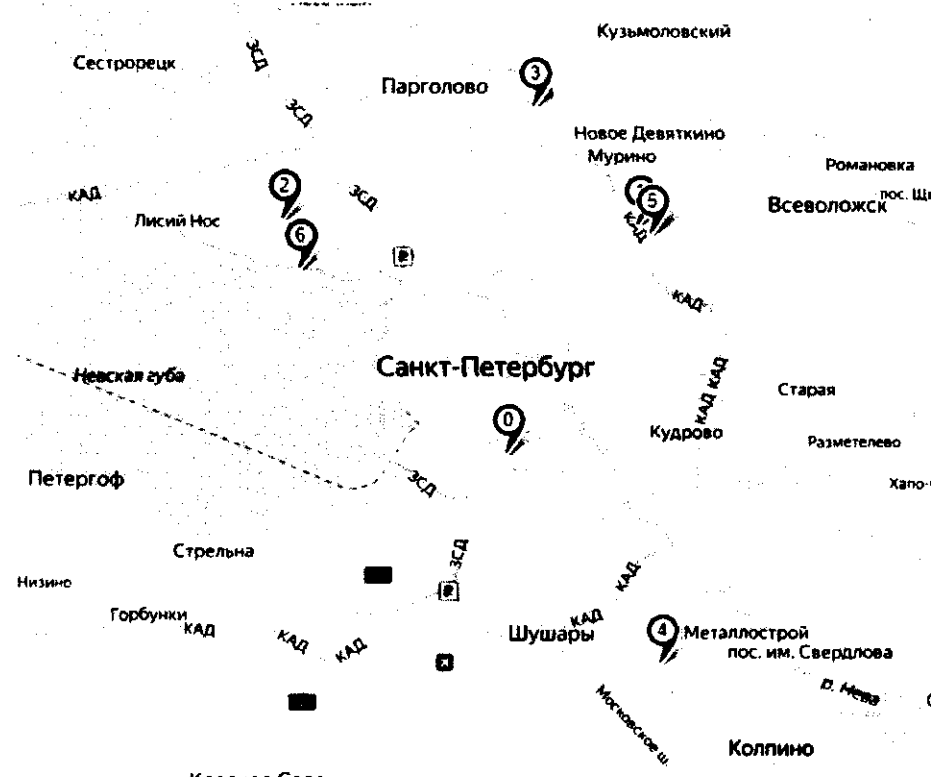 Кузьмоловский
Сестрорецк
ЗСД
Парголово
3
ЗСД
Новое Девяткино
Мурино
Романовка
КАД
2
ЗСД
5
Всеволожск
пос.
Лисий Нос
6
КАД
КАД
Невская губа
Санкт-Петербург
КАД КАД
Старая
0
Кудрово
Разметелево
Петергоф
ЗСД
Стрельна
ЗСД
Низино
КАД
Горбунки
КАД
КАД
КАД
КАД
Шушары
4
Металлострой
пос. им. Свердлова
р. Нева
Московское ш.
Колпино